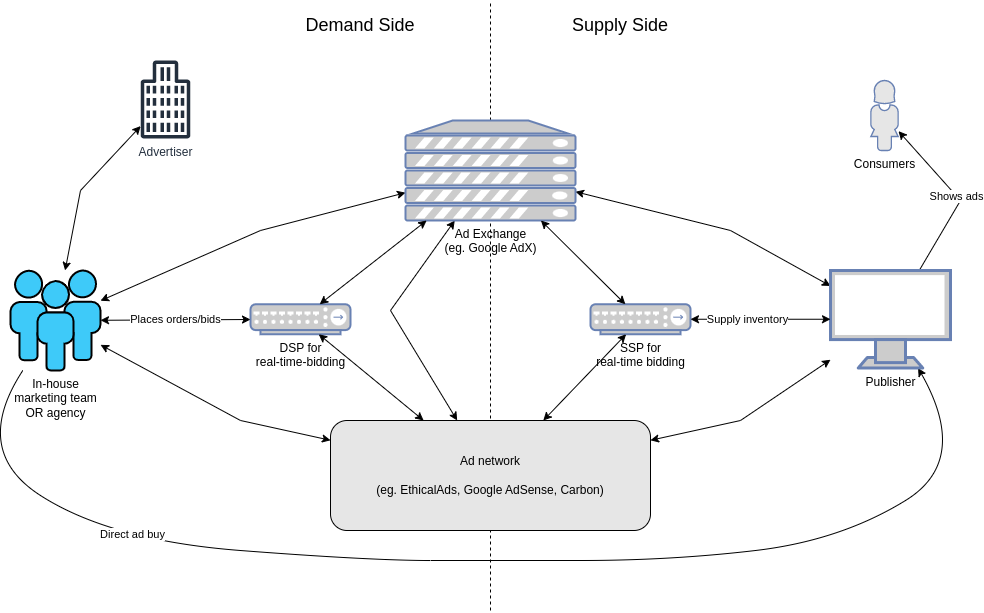 Demand Side
Supply Side
Advertiser
Consumers
Shows ads
Ad Exchange
(eg. Google AdX)
Places orders/bids
Supply inventory
DSP for
real-time-bidding
SSP for
real-time bidding
In-house
marketing team
OR agency
Publisher
Ad network
(eg. EthicalAds, Google AdSense, Carbon)
Direct ad buy